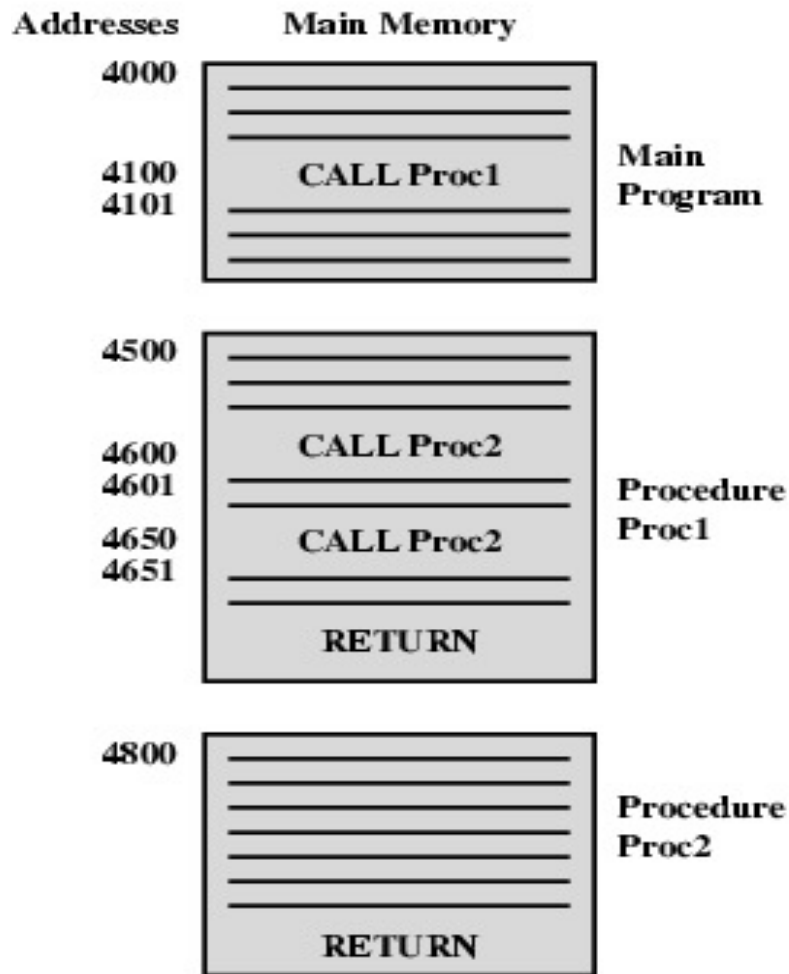 Addresses Main Memory
4000
4100 CALL Proc1
4101
Main
Program
4500
4600 CALL Proc2
4601
4650 CALL Proc2
4651
RETURN
Procedure
Proc1
4800
Procedure
Proc2
RETURN